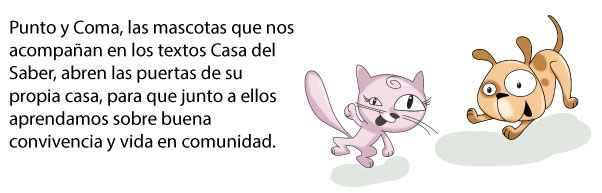 Punto y Coma, las mascotas que nos
acompañan en los textos Casa del
Saber, abren las puertas de su
propia casa, para que junto a ellos
aprendamos sobre buena
convivencia y vida en comunidad.